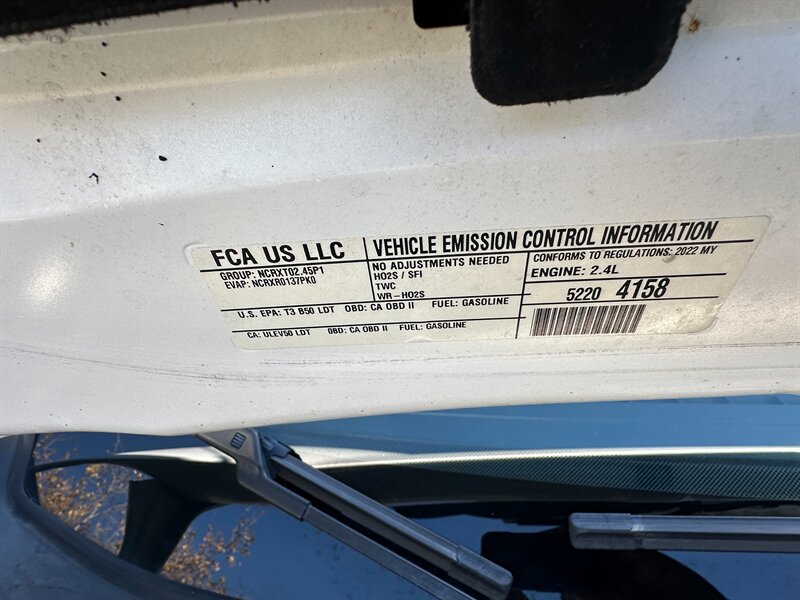 FCA US LLC
GROUP: NCRXT02.45P1
EVAP: NCRXR0137PK0
VEHICLE EMISSION CONTROL INFORMATION
NO ADJUSTMENTS NEEDED
HO2S / SFI
TWC
WR-HO2S
CONFORMS TO REGULATIONS: 2022 MY
ENGINE: 2.4L
U.S. EPA: T3 B50 LDT OBD: CA OBD II FUEL: GASOLINE
CA: ULEV50 LDT OBD: CA OBD II FUEL: GASOLINE
5220 4158